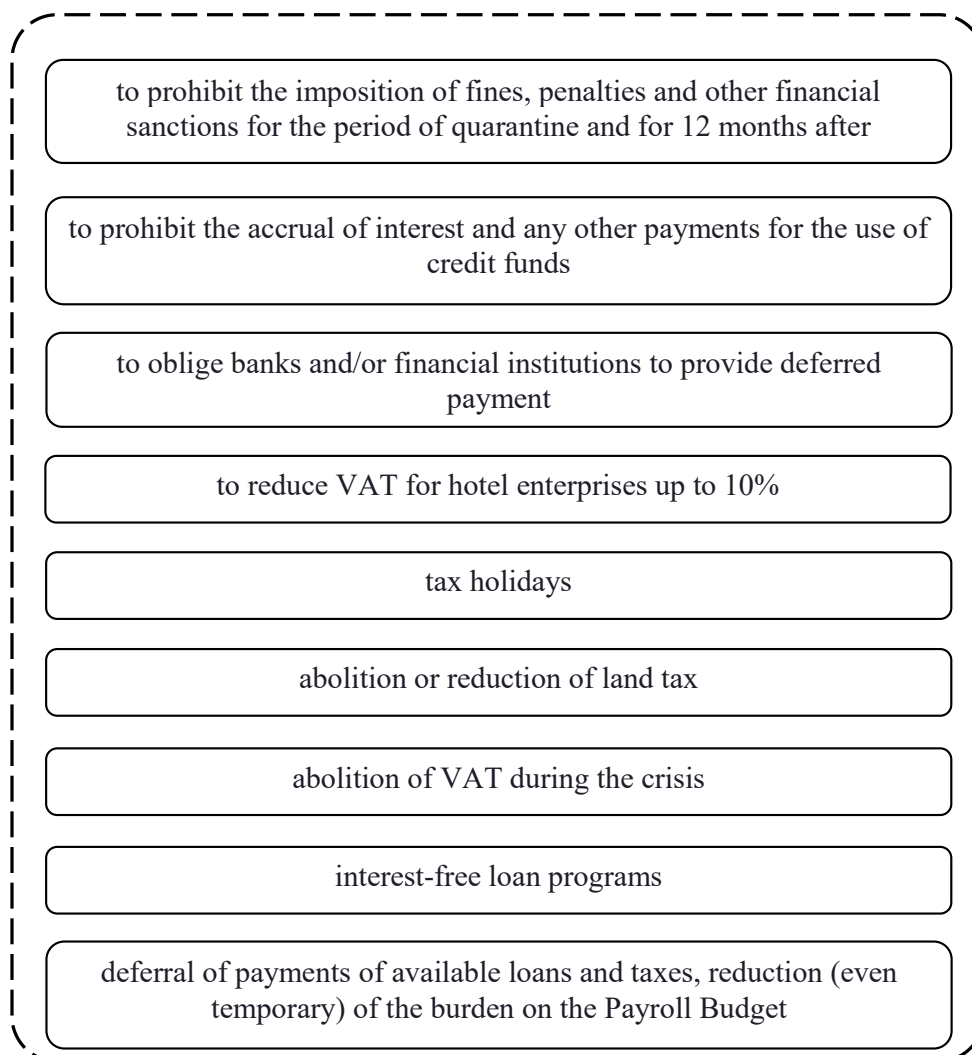 to prohibit the imposition of fines, penalties and other financial
sanctions for the period of quarantine and for 12 months after
to prohibit the accrual of interest and any other payments for the use of
credit funds
to oblige banks and/or financial institutions to provide deferred
payment
to reduce VAT for hotel enterprises up to 10%
tax holidays
abolition or reduction of land tax
abolition of VAT during the crisis
interest-free loan programs
deferral of payments of available loans and taxes, reduction (even
temporary) of the burden on the Payroll Budget